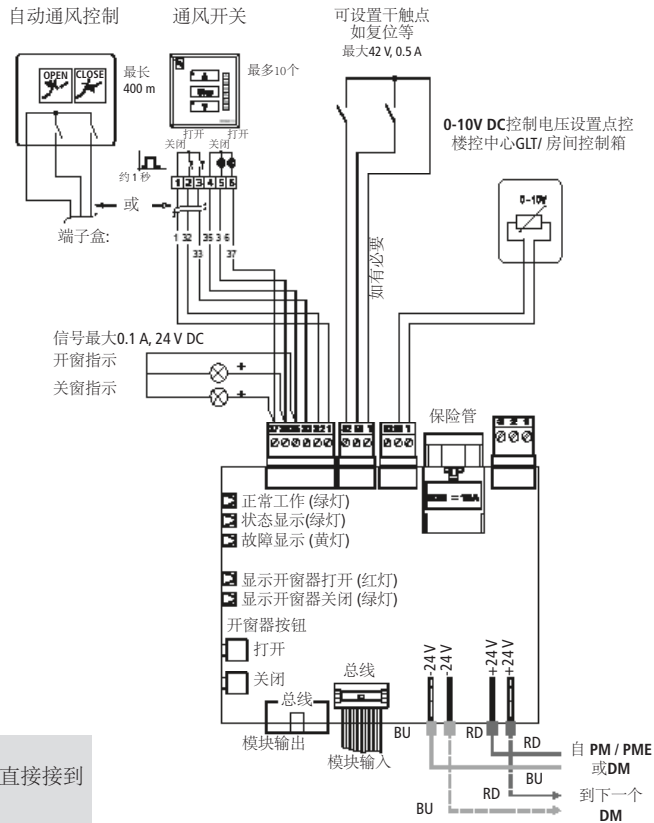 自动通风控制
通风开关
可设置干触点
如复位等
最大42 V, 0.5 A
OPEN
CLOSE
最长
400 m
最多10个
0-10V DC控制电压设置点控
楼控中心GLT/ 房间控制箱
打开 打开
关闭 关闭
约1 秒
1 2 3 4 5 6
0-10V
或
端子盒:
1 32 35 3 6
33 37
如有必要
信号最大0.1 A, 24 V DC
开窗指示
关窗指示
保险管
正常工作 (绿灯)
状态显示(绿灯)
故障显示 (黄灯)
显示开窗器打开 (红灯)
显示开窗器关闭 (绿灯)
开窗器按钮
打开
关闭
总线
总线
模块输出
模块输入
-24 V
-24 V
+24 V
+24 V
BU
RD
RD
自 PM / PME
或DM
BU
RD
到下一个
DM
BU
直接接到